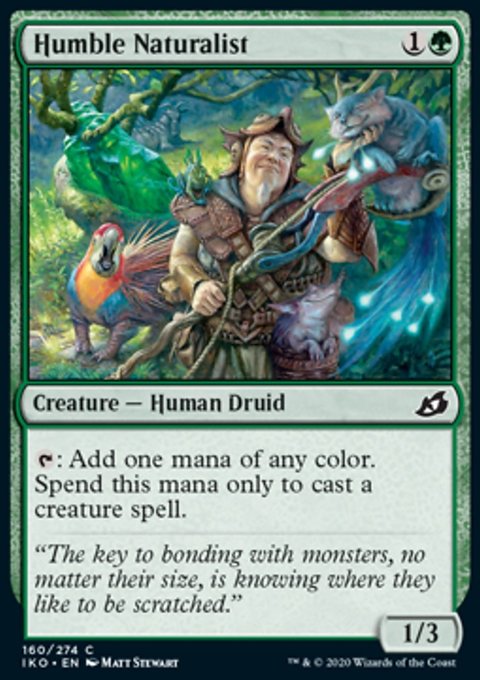 Humble Naturalist 1
Creature — Human Druid
: Add one mana of any color.
Spend this mana only to cast a
creature spell.
“The key to bonding with monsters, no
matter their size, is knowing where they
like to be scratched.”
1/3
160/274 C
IKO • EN Matt Stewart
™ & © 2020 Wizards of the Coast